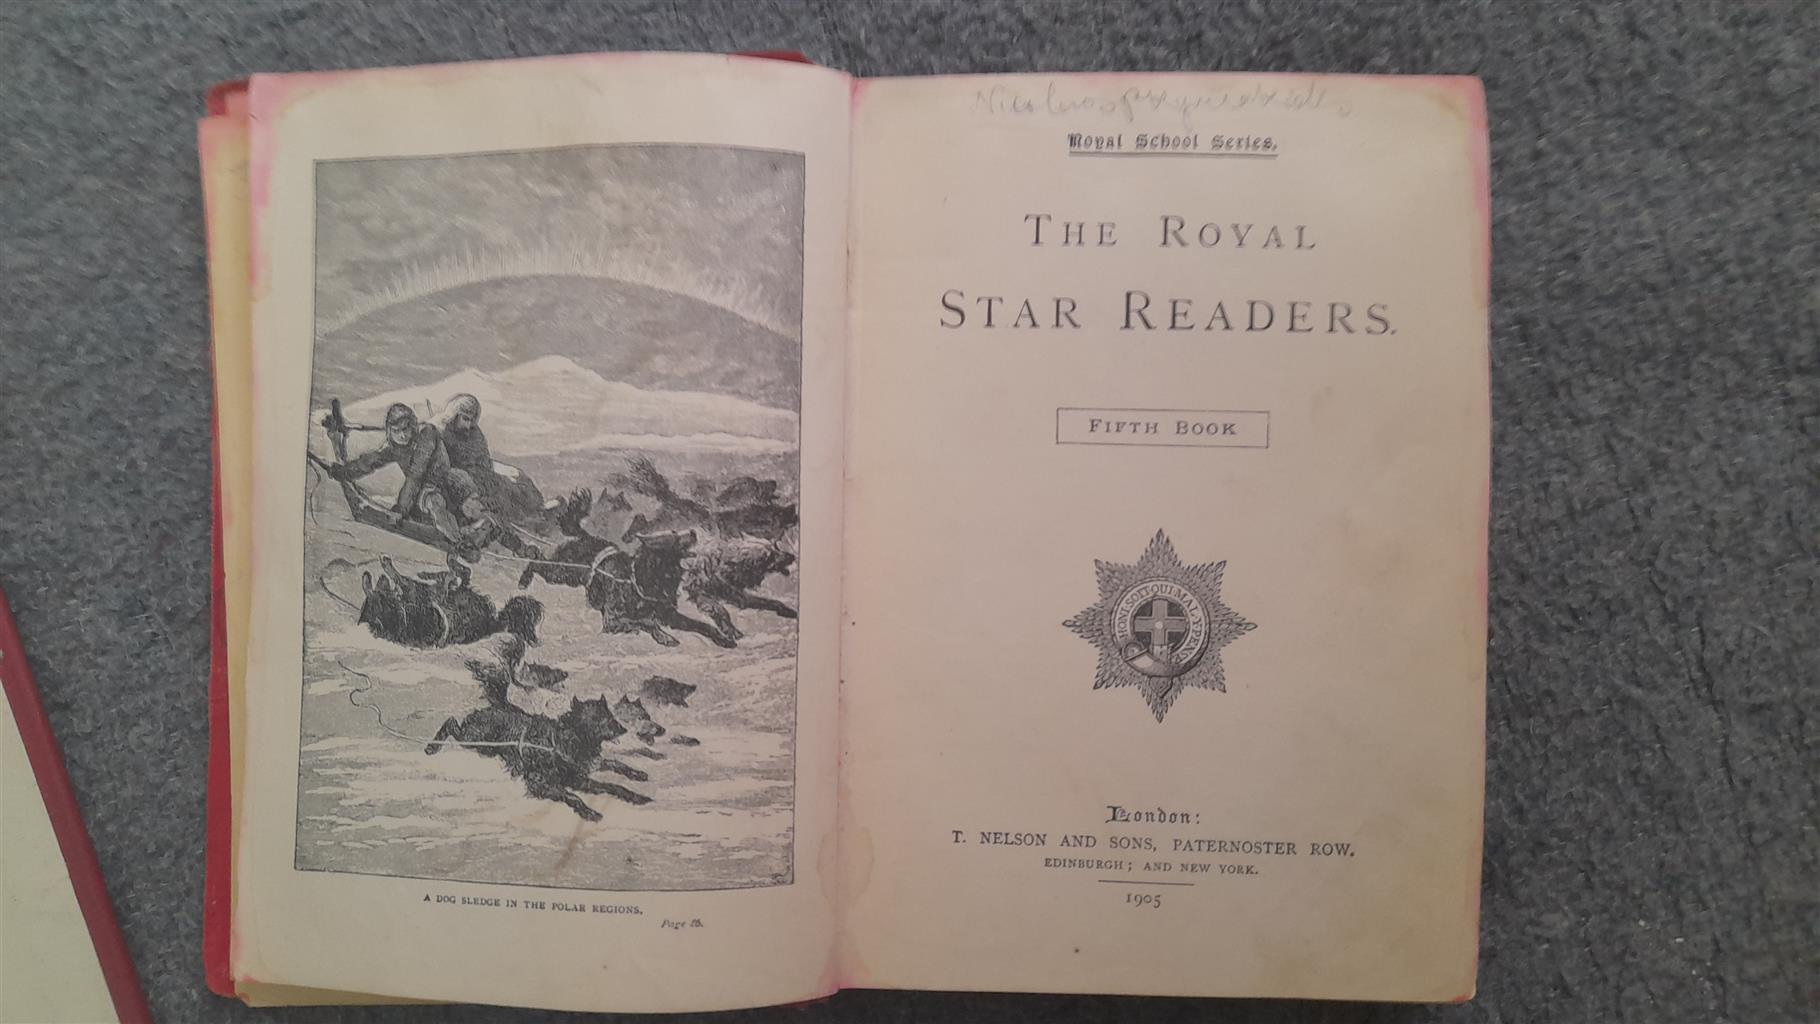 A DOG SLEDGE IN THE POLAR REGIONS.
Page
Royal School Series.
THE ROYAL
STAR READERS.
FIFTH BOOK
HONI SOIT QUI MAL Y PENSE
London:
T. NELSON AND SONS, PATERNOSTER ROW.
EDINBURGH; AND NEW YORK.
1905